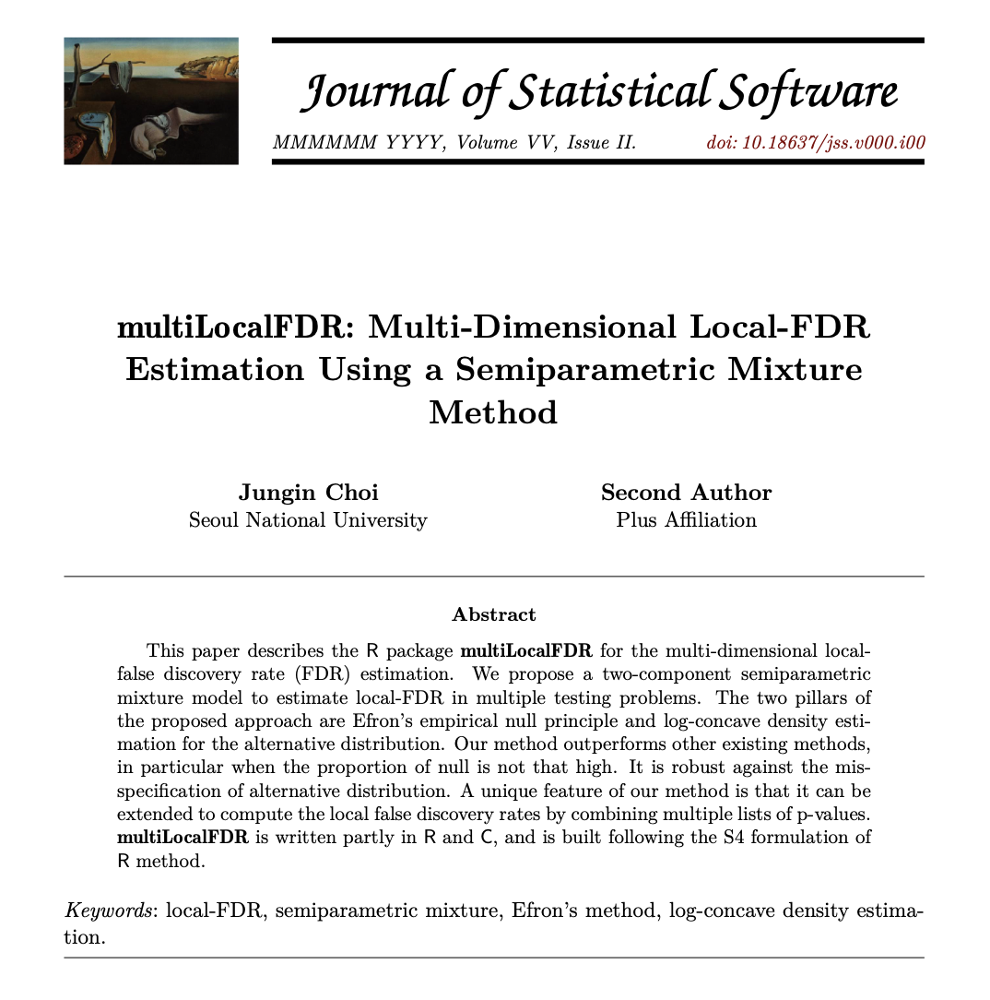 Journal of Statistical Software
MMMMMM YYYY, Volume VV, Issue II.
doi: 10.18637/jss.v000.i00
multiLocalFDR: Multi-Dimensional Local-FDR
Estimation Using a Semiparametric Mixture
Method
Jungin Choi
Seoul National University
Second Author
Plus Affiliation
Abstract
This paper describes the R package multiLocalFDR for the multi-dimensional local-
false discovery rate (FDR) estimation. We propose a two-component semiparametric
mixture model to estimate local-FDR in multiple testing problems. The two pillars of
the proposed approach are Efron's empirical null principle and log-concave density esti-
mation for the alternative distribution. Our method outperforms other existing methods,
in particular when the proportion of null is not that high. It is robust against the mis-
specification of alternative distribution. A unique feature of our method is that it can be
extended to compute the local false discovery rates by combining multiple lists of p-values.
multiLocalFDR is written partly in R and C, and is built following the S4 formulation of
R method.
Keywords: local-FDR, semiparametric mixture, Efron's method, log-concave density estima-
tion.